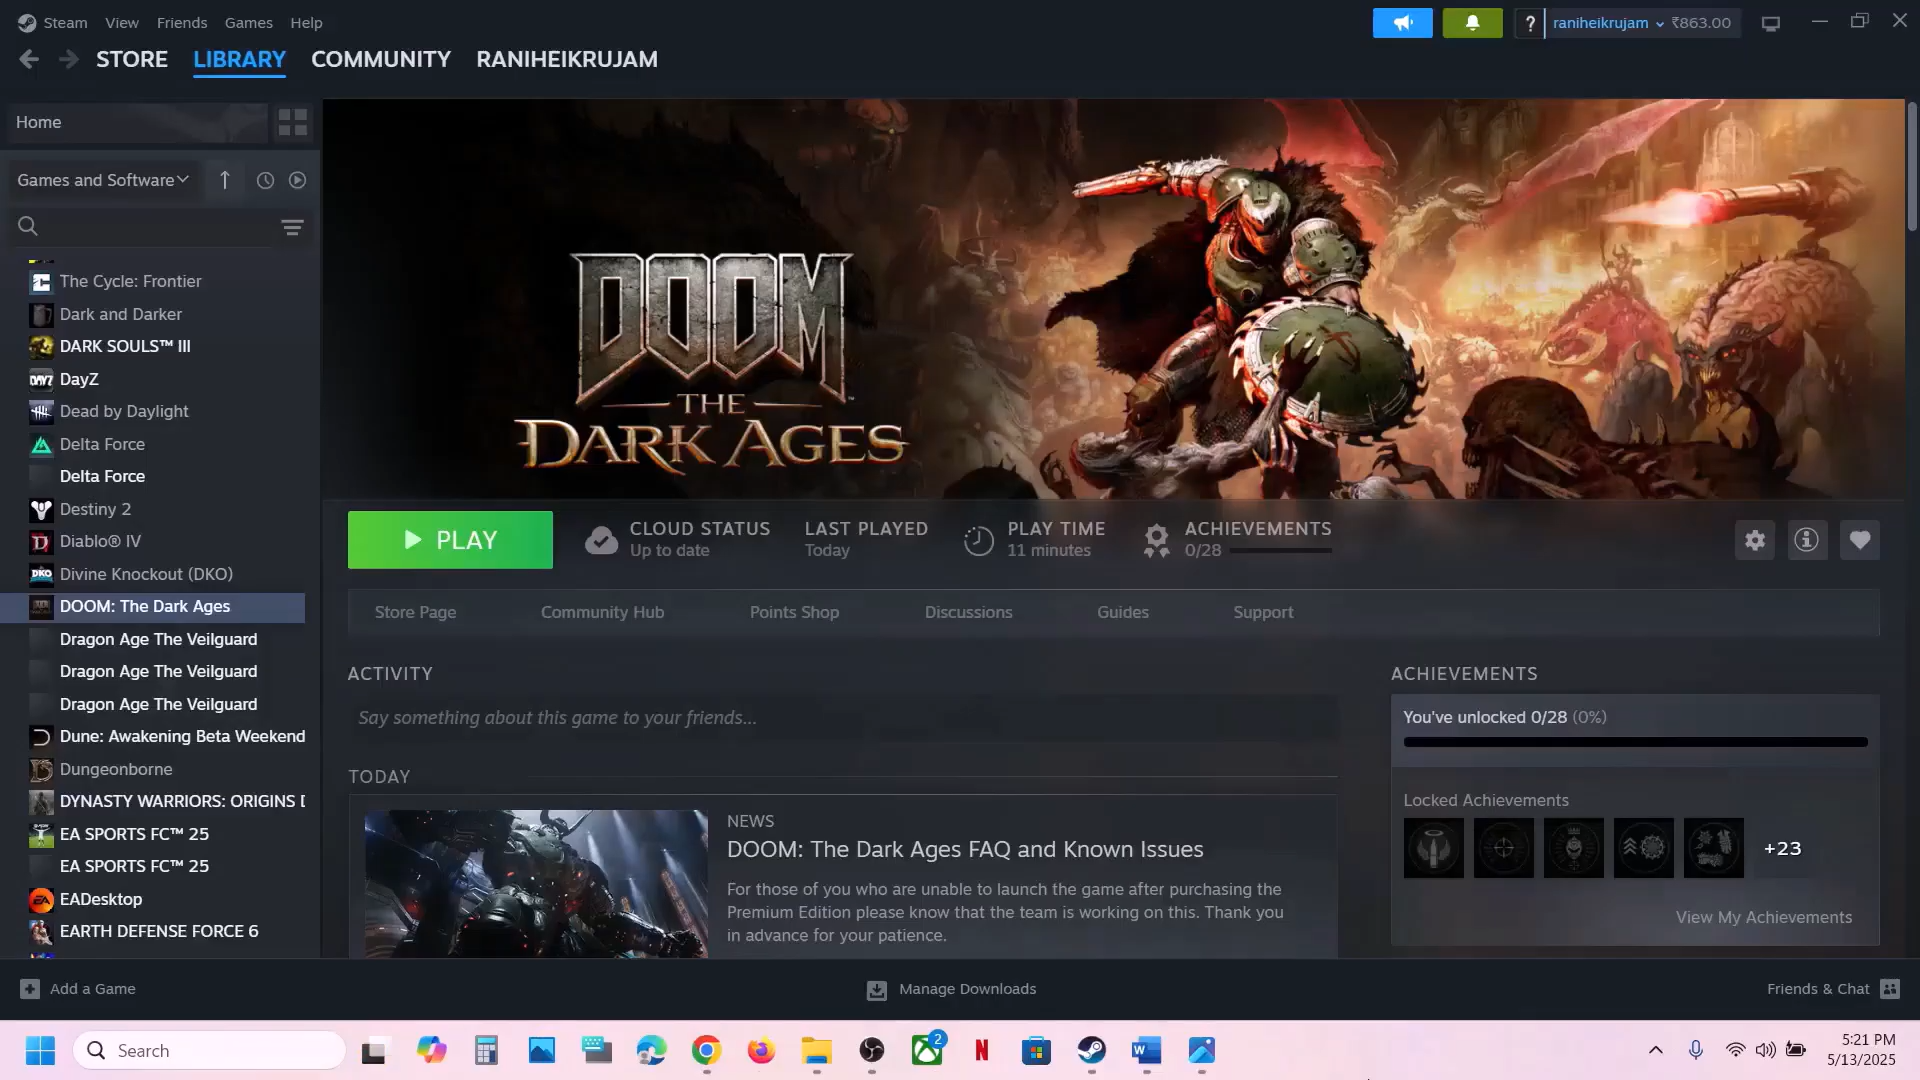 Steam View Friends Games Help
? raniheikrujam ₹863.00
STORE LIBRARY COMMUNITY RANIHEIKRUJAM
Home
Games and Software
The Cycle: Frontier
Dark and Darker
DARK SOULS™ III
DayZ
Dead by Daylight
Delta Force
Delta Force
Destiny 2
Diablo® IV
Divine Knockout (DKO)
DOOM: The Dark Ages
Dragon Age The Veilguard
Dragon Age The Veilguard
Dragon Age The Veilguard
Dune: Awakening Beta Weekend
Dungeonborne
DYNASTY WARRIORS: ORIGINS
EA SPORTS FC™ 25
EA SPORTS FC™ 25
EADesktop
EARTH DEFENSE FORCE 6
DOOM
THE
DARK AGES
PLAY
CLOUD STATUS
Up to date
LAST PLAYED
Today
PLAY TIME
11 minutes
ACHIEVEMENTS
0/28
Store Page Community Hub Points Shop Discussions Guides Support
ACTIVITY
Say something about this game to your friends...
TODAY
NEWS
DOOM: The Dark Ages FAQ and Known Issues
For those of you who are unable to launch the game after purchasing the
Premium Edition please know that the team is working on this. Thank you
in advance for your patience.
ACHIEVEMENTS
You've unlocked 0/28 (0%)
Locked Achievements
+23
View My Achievements
Add a Game
Manage Downloads
Friends & Chat
Search
2
5:21 PM
5/13/2025